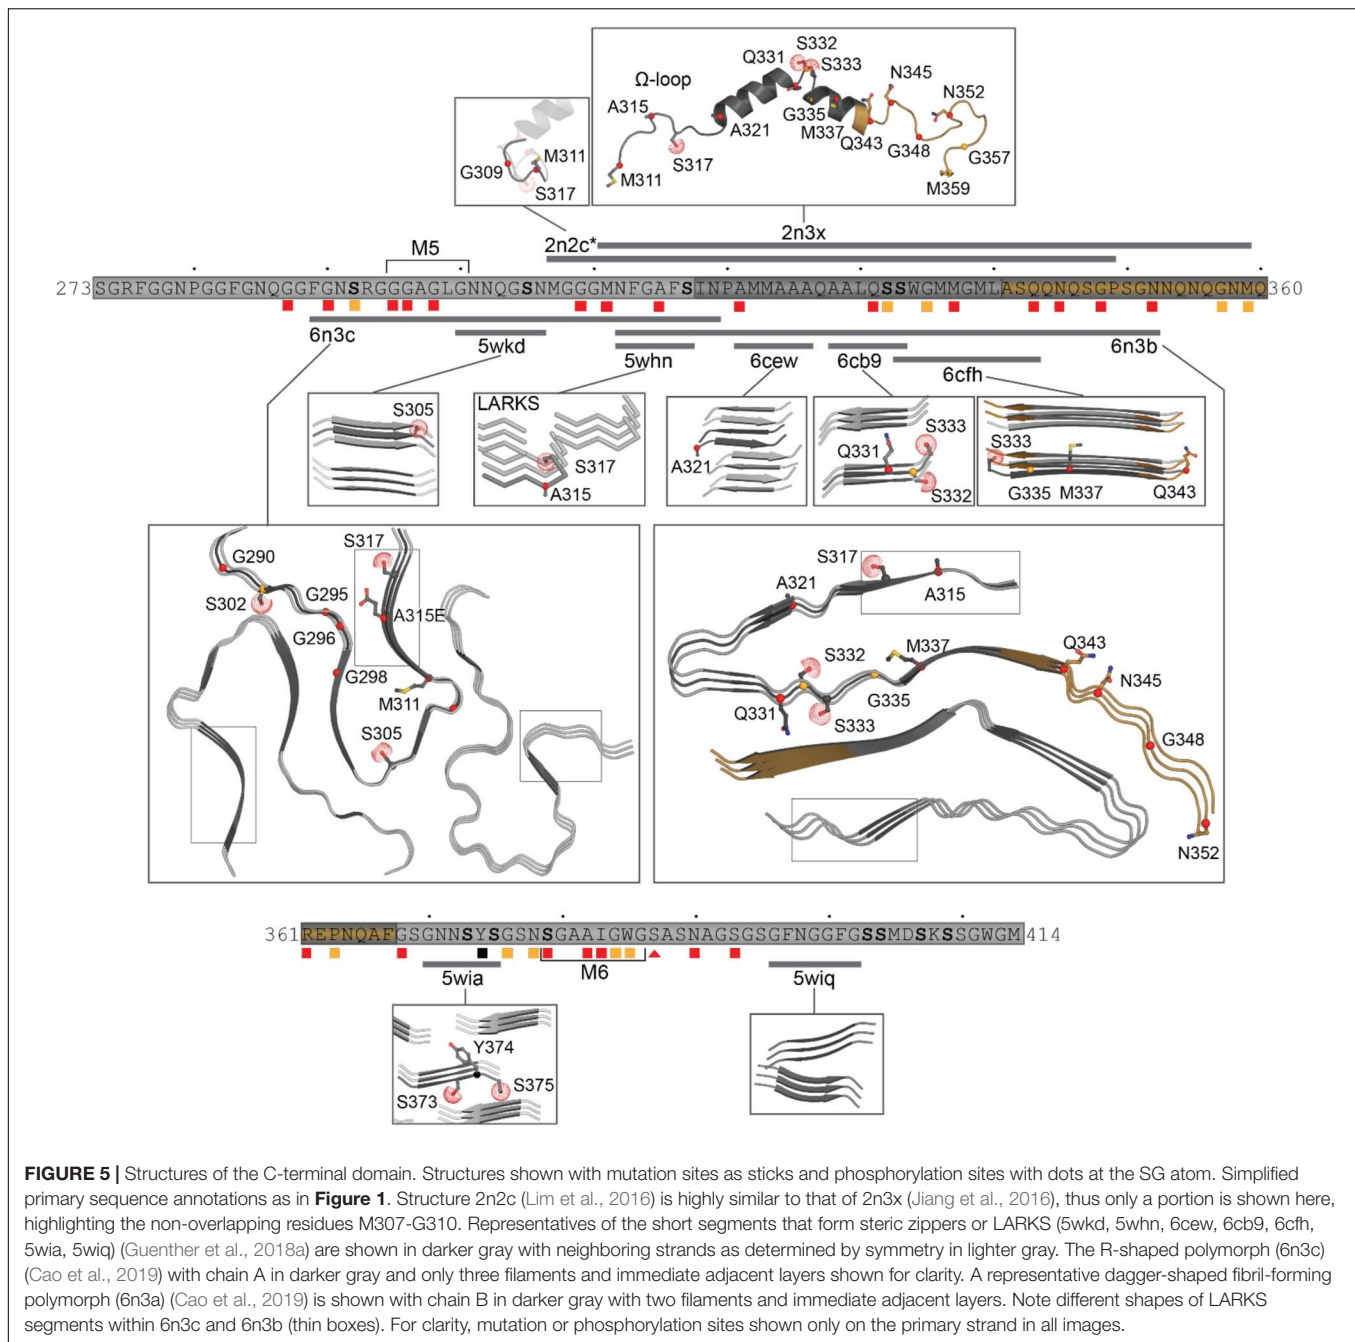 S332
Q331
S333
Ω-loop
N345
A315
N352
G335
M337
A321
Q343
G348
G357
S317
M311
M359
M311
G309
S317
2n3x
M5
2n2c*
273 SGRFGGNPGGFGNQGGFGNSRGGGAGLGNNQGSNMGGGMNFGAFSINPAMMAAAQAALQSSWGMMGMLASQQNQSGPSGNNQNQGNMQ 360
6n3c
5wkd
5whn
6cew
6cb9
6n3b
6cfh
S305
LARKS
S317
A315
A321
S333
Q331
S332
S333
G335
M337
Q343
G290
S317
S302
G295
A315E
G296
G298
M311
S305
S317
A321
A315
S332
M337
Q343
N345
G335
Q331
S333
G348
N352
361 REPNQAFGSGNNSYSGSNSGAAIGWGSASNAGSGSGFNGGFGSSMDSKSSGWGM 414
5wia
M6
5wiq
Y374
S373
S375
FIGURE 5 | Structures of the C-terminal domain. Structures shown with mutation sites as sticks and phosphorylation sites with dots at the SG atom. Simplified
primary sequence annotations as in Figure 1. Structure 2n2c (Lim et al., 2016) is highly similar to that of 2n3x (Jiang et al., 2016), thus only a portion is shown here,
highlighting the non-overlapping residues M307-G310. Representatives of the short segments that form steric zippers or LARKS (5wkd, 5whn, 6cew, 6cb9, 6cfh,
5wia, 5wiq) (Guenther et al., 2018a) are shown in darker gray with neighboring strands as determined by symmetry in lighter gray. The R-shaped polymorph (6n3c)
(Cao et al., 2019) with chain A in darker gray and only three filaments and immediate adjacent layers shown for clarity. A representative dagger-shaped fibril-forming
polymorph (6n3a) (Cao et al., 2019) is shown with chain B in darker gray with two filaments and immediate adjacent layers. Note different shapes of LARKS
segments within 6n3c and 6n3b (thin boxes). For clarity, mutation or phosphorylation sites shown only on the primary strand in all images.